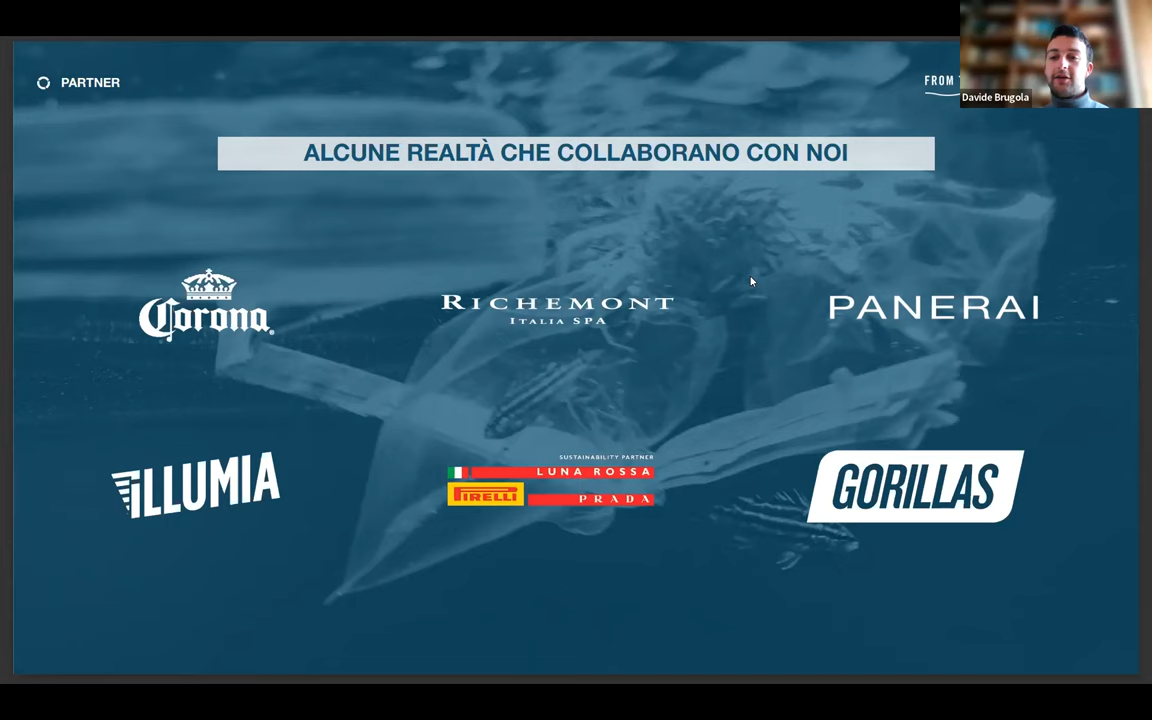 PARTNER
FROM
Davide Brugola
ALCUNE REALTÀ CHE COLLABORANO CON NOI
Corona
RICHEMONT
ITALIA SPA
PANERAI
ILLUMIA
SUSTAINABILITY PARTNER
LUNA ROSSA
PIRELLI
PRADA
GORILLAS